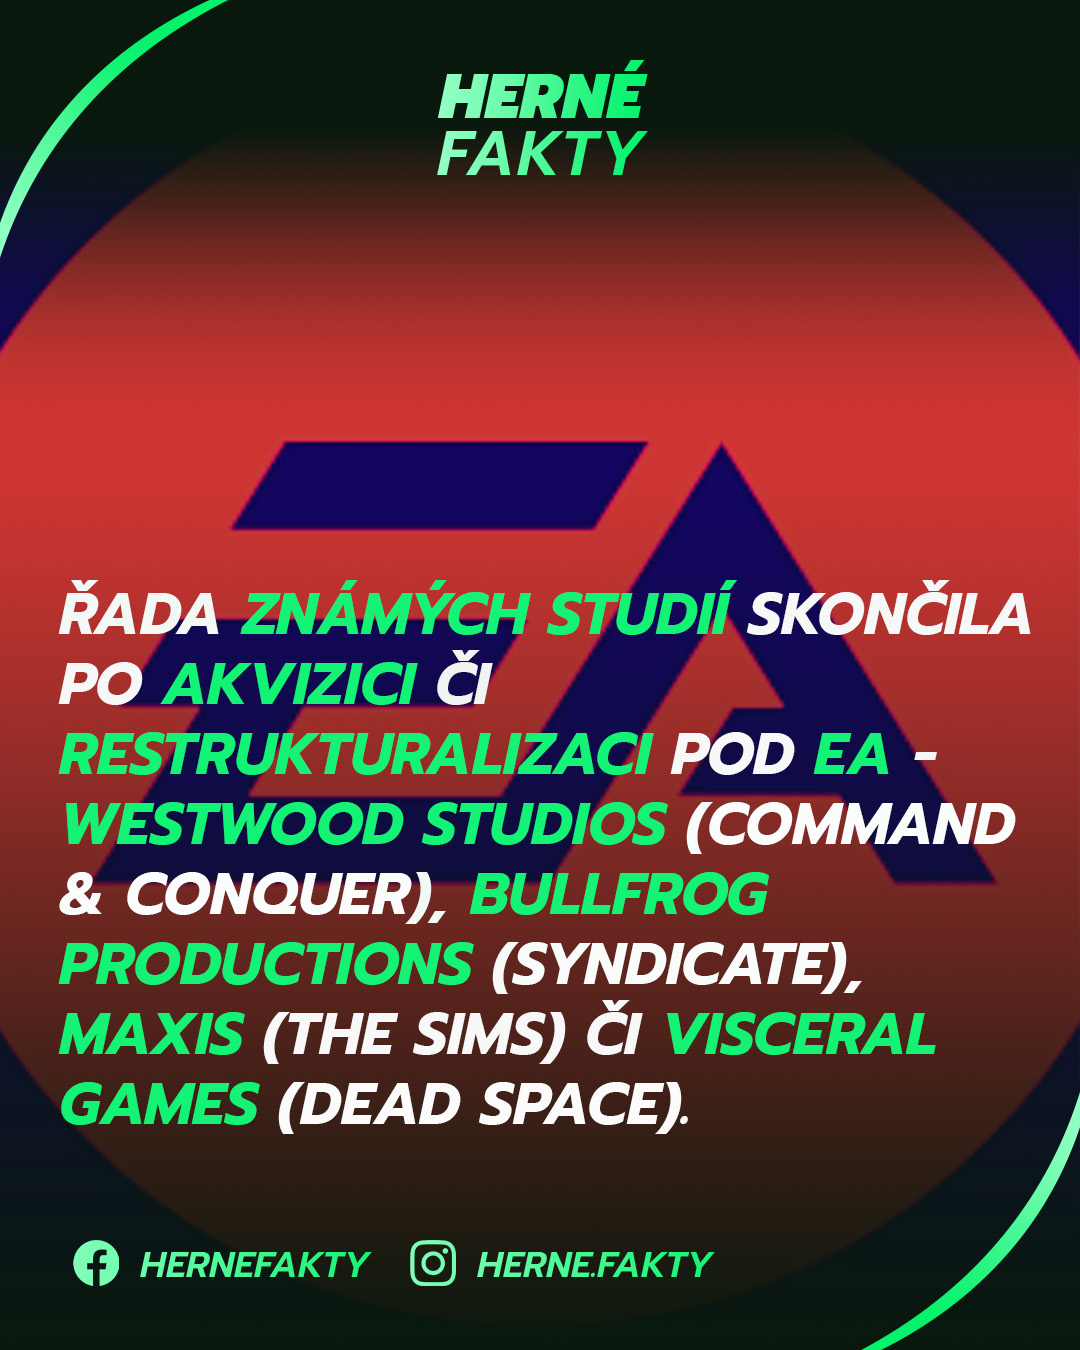 HERNÉ
FAKTY
EA
ŘADA ZNÁMÝCH STUDIÍ SKONČILA
PO AKVIZICI ČI
RESTRUKTURALIZACI POD EA -
WESTWOOD STUDIOS (COMMAND
& CONQUER), BULLFROG
PRODUCTIONS (SYNDICATE),
MAXIS (THE SIMS) ČI VISCERAL
GAMES (DEAD SPACE).
HERNEFAKTY HERNE.FAKTY